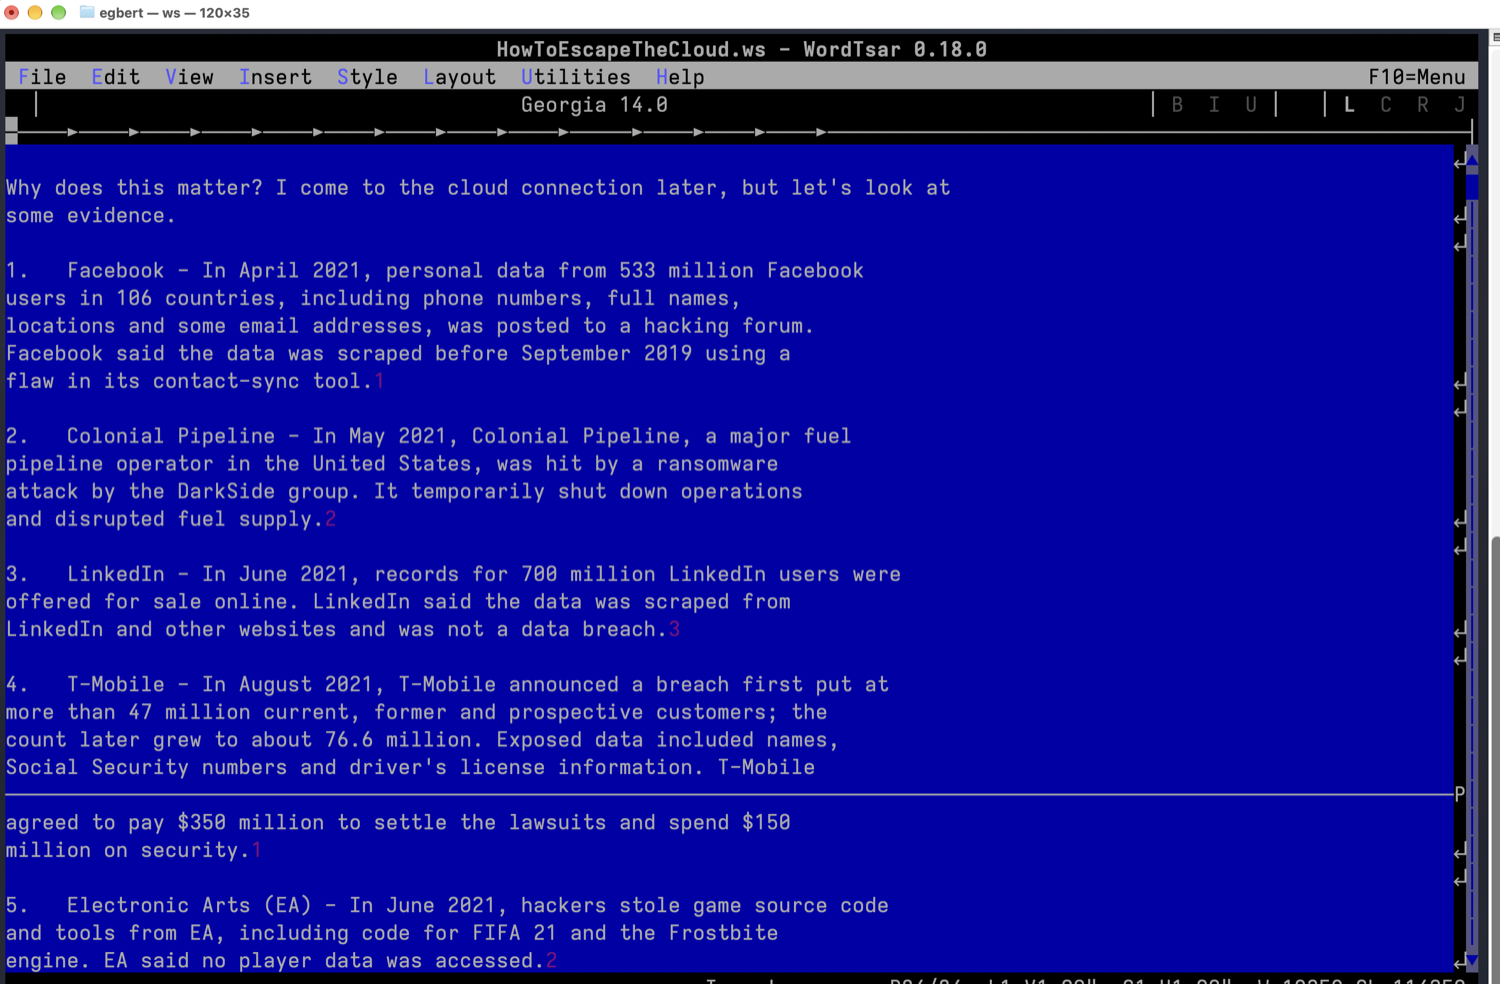 egbert — ws — 120×35
HowToEscapeTheCloud.ws - WordTsar 0.18.0
File Edit View Insert Style Layout Utilities Help F10=Menu
Georgia 14.0 B I U L C R J
Why does this matter? I come to the cloud connection later, but let's look at
some evidence.
1. Facebook - In April 2021, personal data from 533 million Facebook
users in 106 countries, including phone numbers, full names,
locations and some email addresses, was posted to a hacking forum.
Facebook said the data was scraped before September 2019 using a
flaw in its contact-sync tool.1
2. Colonial Pipeline - In May 2021, Colonial Pipeline, a major fuel
pipeline operator in the United States, was hit by a ransomware
attack by the DarkSide group. It temporarily shut down operations
and disrupted fuel supply.2
3. LinkedIn - In June 2021, records for 700 million LinkedIn users were
offered for sale online. LinkedIn said the data was scraped from
LinkedIn and other websites and was not a data breach.3
4. T-Mobile - In August 2021, T-Mobile announced a breach first put at
more than 47 million current, former and prospective customers; the
count later grew to about 76.6 million. Exposed data included names,
Social Security numbers and driver's license information. T-Mobile
P
agreed to pay $350 million to settle the lawsuits and spend $150
million on security.1
5. Electronic Arts (EA) - In June 2021, hackers stole game source code
and tools from EA, including code for FIFA 21 and the Frostbite
engine. EA said no player data was accessed.2